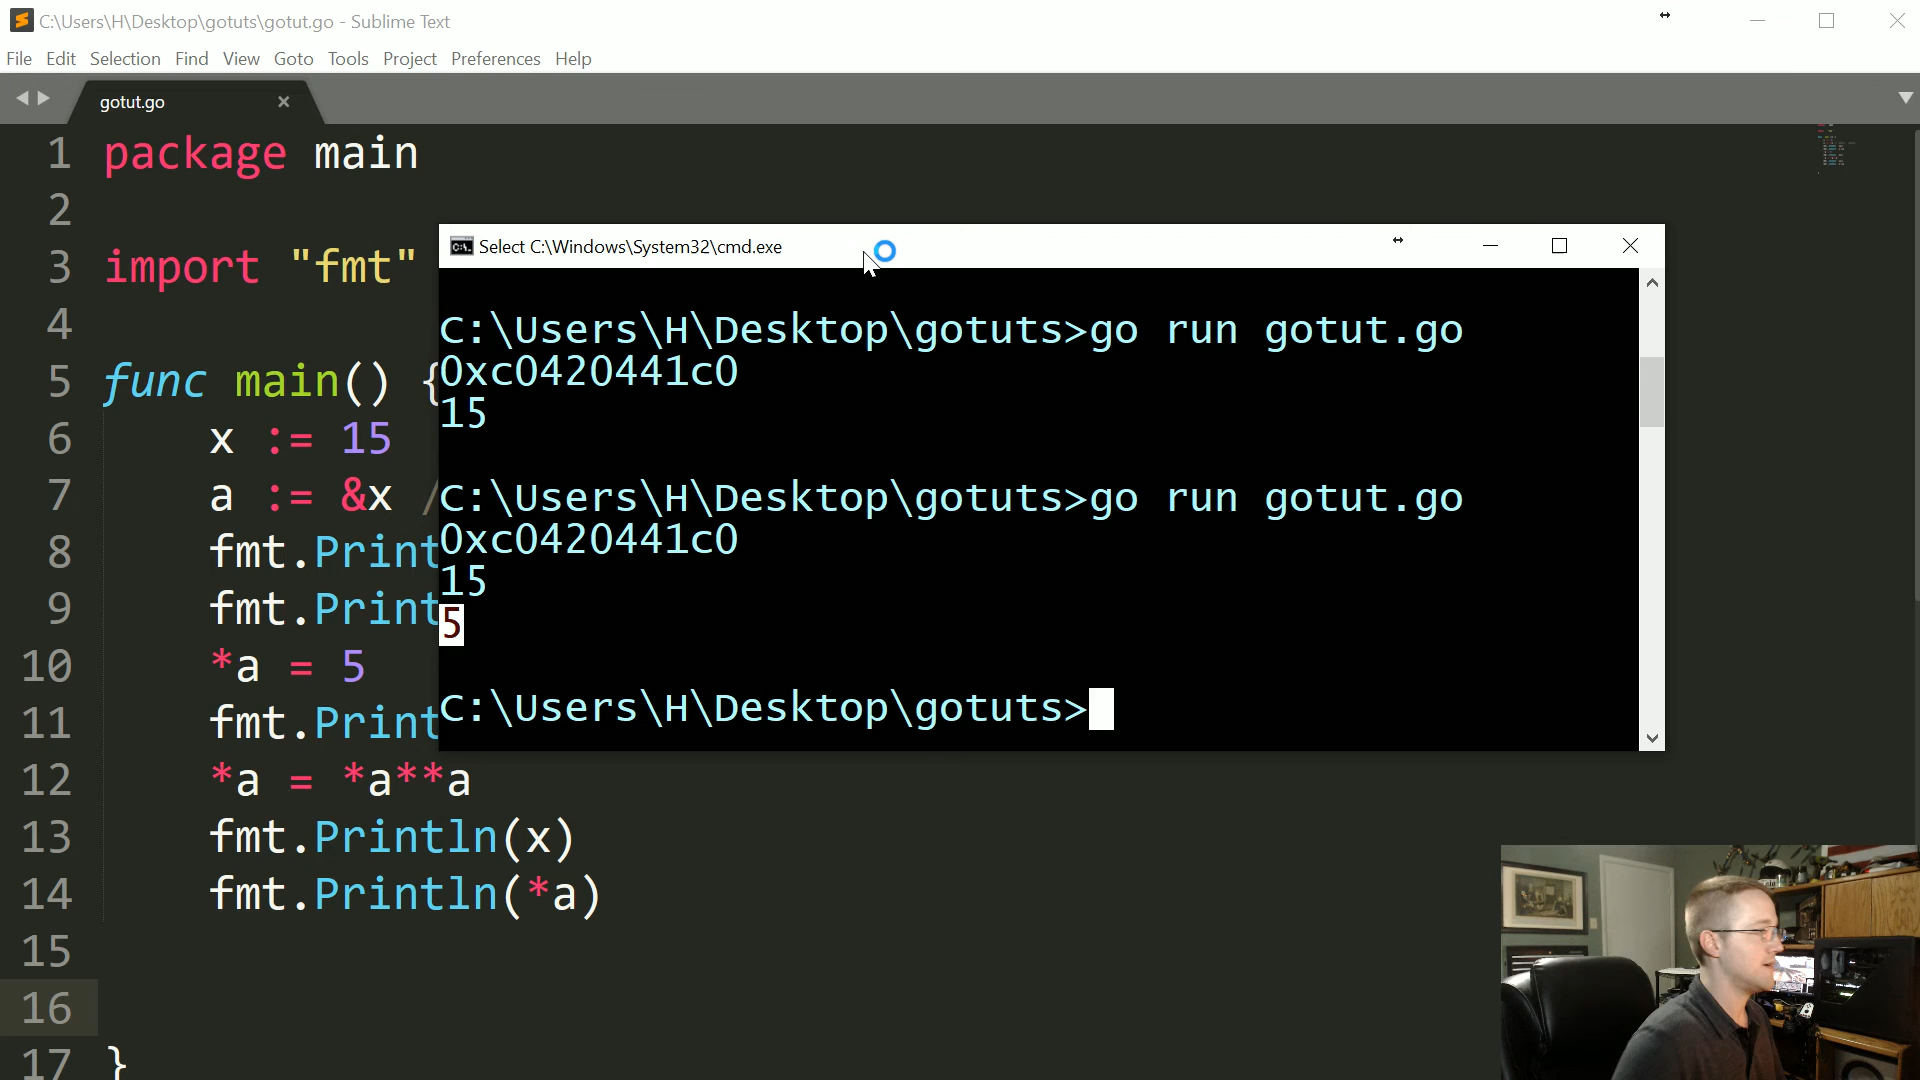 C:\Users\H\Desktop\gotuts\gotut.go - Sublime Text
File Edit Selection Find View Goto Tools Project Preferences Help
gotut.go
1 package main
2
3 import "fmt"
4
5 func main() {
6 x := 15
7 a := &x /
8 fmt.Print
9 fmt.Print
10 *a = 5
11 fmt.Print
12 *a = *a**a
13 fmt.Println(x)
14 fmt.Println(*a)
15
16
17 }
Select C:\Windows\System32\cmd.exe
C:\Users\H\Desktop\gotuts>go run gotut.go
0xc0420441c0
15
C:\Users\H\Desktop\gotuts>go run gotut.go
0xc0420441c0
15
5
C:\Users\H\Desktop\gotuts>